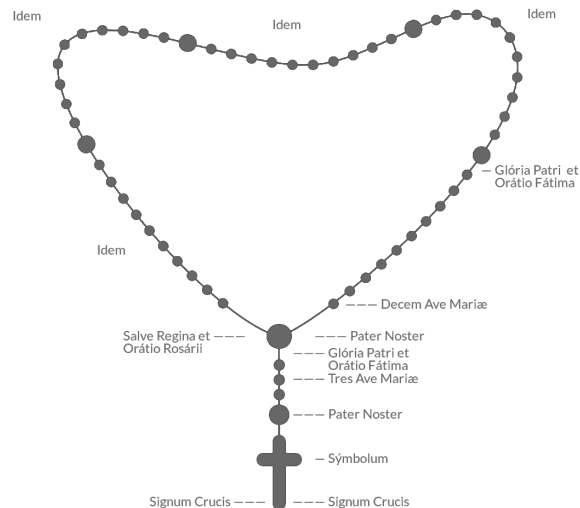 Idem
Idem
Idem
Glória Patri et
Orátio Fátima
Idem
Decem Ave Mariæ
Salve Regina et
Orátio Rosárii
Pater Noster
Glória Patri et
Orátio Fátima
Tres Ave Mariæ
Pater Noster
Sýmbolum
Signum Crucis
Signum Crucis